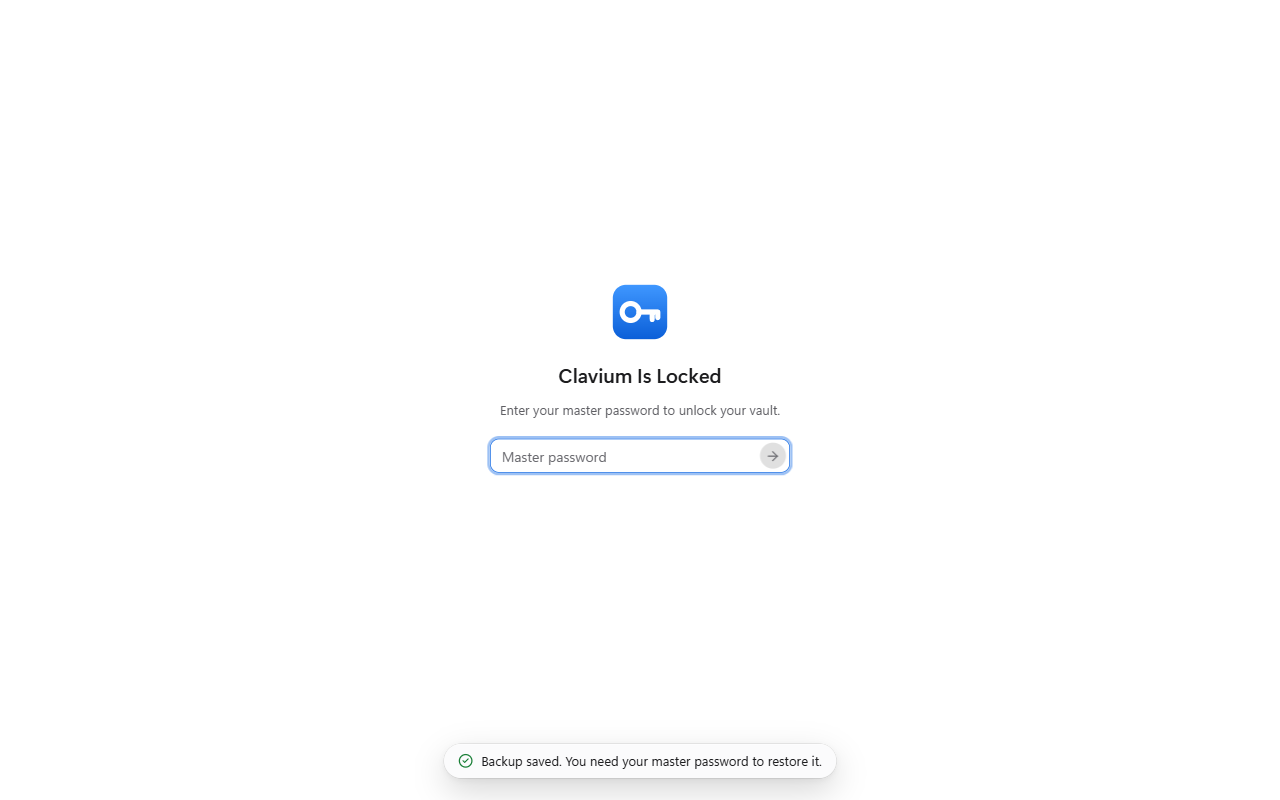 Clavium Is Locked
Enter your master password to unlock your vault.
Master password
Backup saved. You need your master password to restore it.